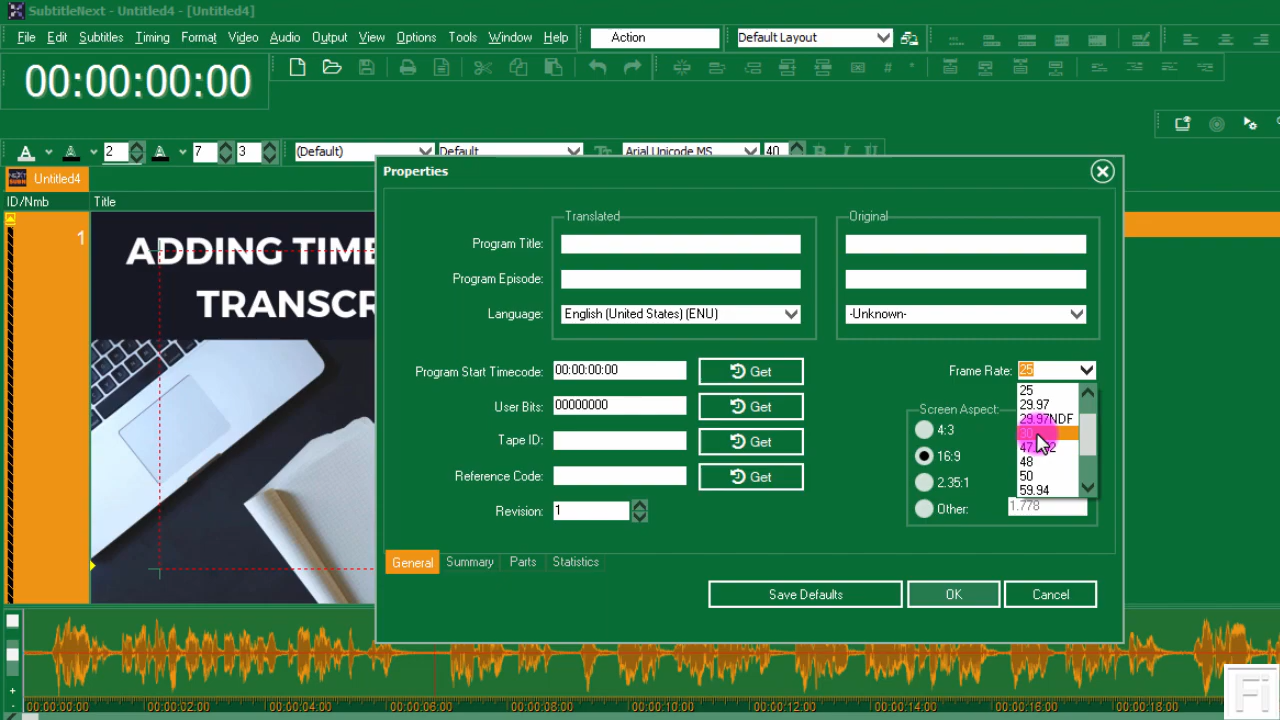 SubtitleNext - Untitled4 - [Untitled4]
File Edit Subtitles Timing Format Video Audio Output View Options Tools Window Help Action Default Layout
00:00:00:00
2 7 3 (Default) Default Arial Unicode MS 40 B I U
Untitled4
ID/Nmb Title
1
ADDING TIME
TRANSCR
Properties
Translated Original
Program Title:
Program Episode:
Language: English (United States) (ENU) -Unknown-
Program Start Timecode: 00:00:00:00 Get Frame Rate: 25
25
29.97
29.97NDF
30
48
50
59.94
User Bits: 00000000 Get
Tape ID: Get
Reference Code: Get
Revision: 1
Screen Aspect:
4:3
16:9
2.35:1
Other: 1.778
General Summary Parts Statistics
Save Defaults OK Cancel
00:00:00:00 00:00:02:00 00:00:04:00 00:00:06:00 00:00:08:00 00:00:10:00 00:00:12:00 00:00:14:00 00:00:16:00 00:00:18:00
Fi